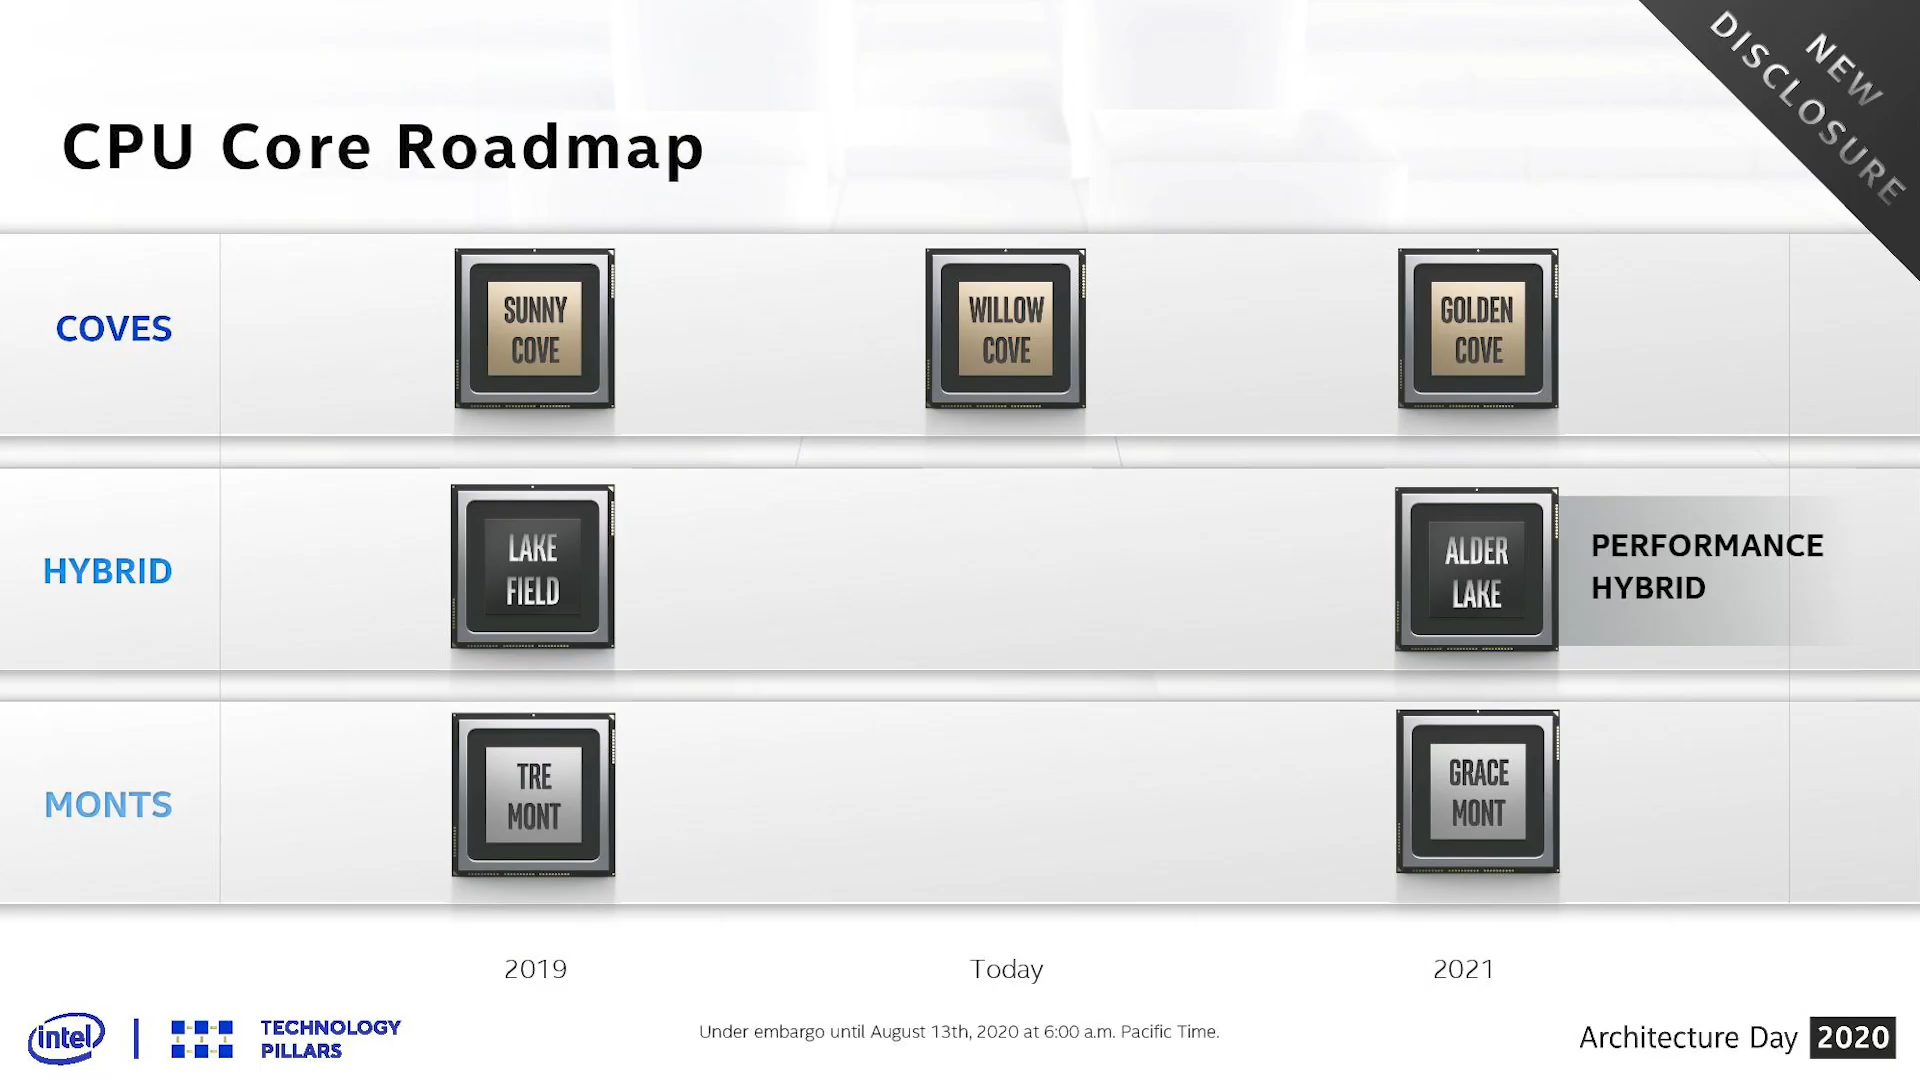 NEW
DISCLOSURE
CPU Core Roadmap
COVES
SUNNY
COVE
WILLOW
COVE
GOLDEN
COVE
HYBRID
LAKE
FIELD
ALDER
LAKE
PERFORMANCE
HYBRID
MONTS
TRE
MONT
GRACE
MONT
2019
Today
2021
intel
TECHNOLOGY
PILLARS
Under embargo until August 13th, 2020 at 6:00 a.m. Pacific Time.
Architecture Day 2020